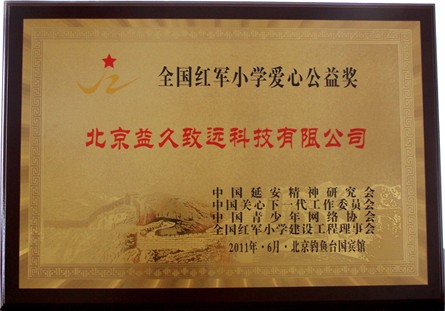 全国红军小学爱心公益奖
北京益久致远科技有限公司
中国延安精神研究会
中国关心下一代工作委员会
中国青少年网络协会
全国红军小学建设工程理事会
2011年·6月·北京钓鱼台国宾馆